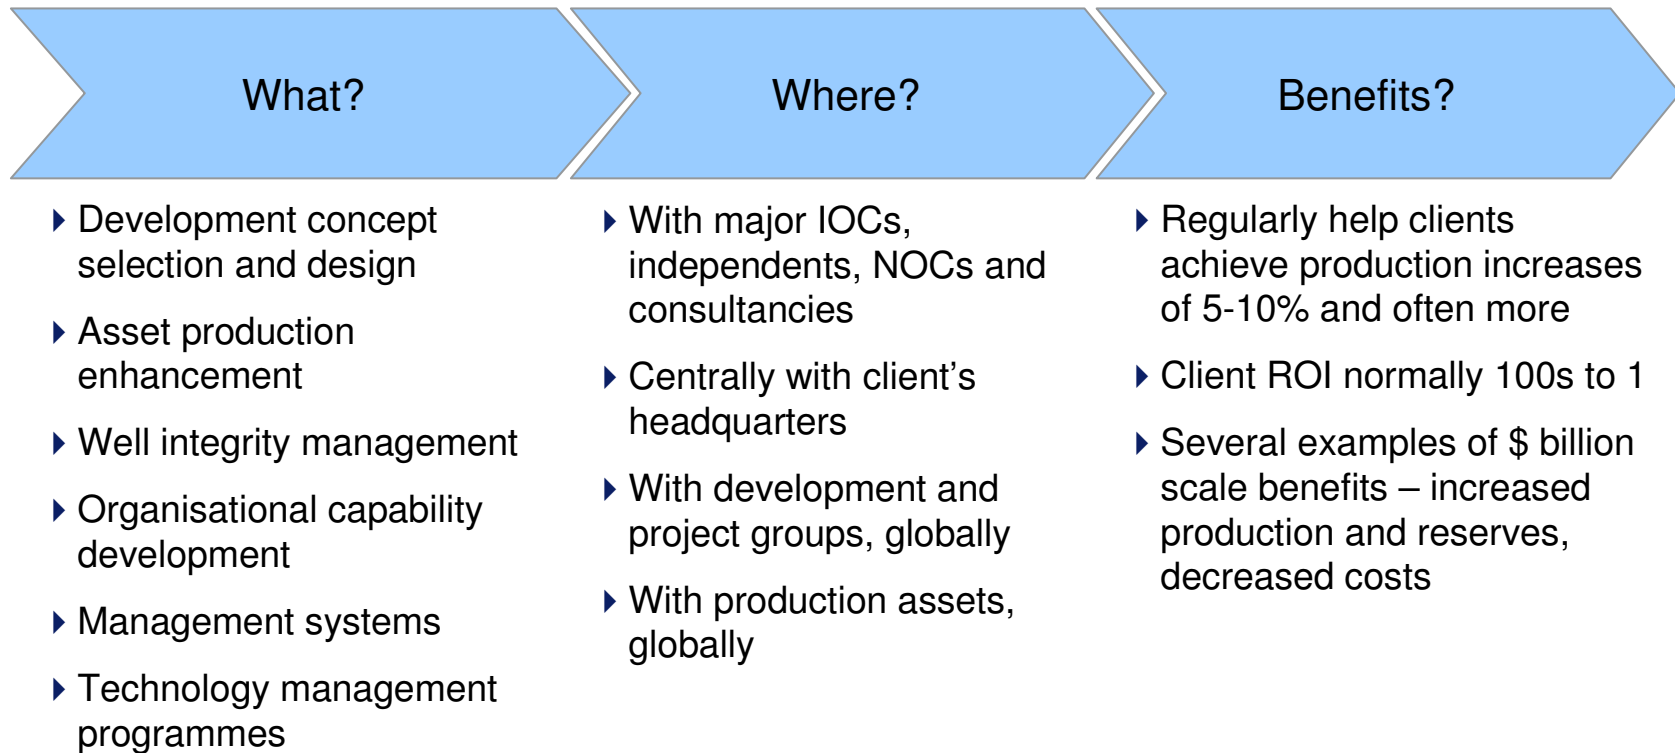 What?
Where?
Benefits?
Development concept
selection and design
Asset production
enhancement
Well integrity management
Organisational capability
development
Management systems
Technology management
programmes
With major IOCs,
independents, NOCs and
consultancies
Centrally with client's
headquarters
With development and
project groups, globally
With production assets,
globally
Regularly help clients
achieve production increases
of 5-10% and often more
Client ROI normally 100s to 1
Several examples of $ billion
scale benefits – increased
production and reserves,
decreased costs